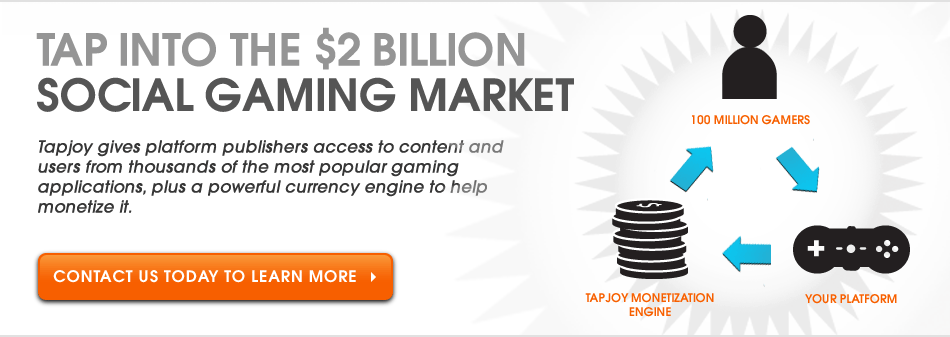 TAP INTO THE $2 BILLION
SOCIAL GAMING MARKET
Tapjoy gives platform publishers access to content and
users from thousands of the most popular gaming
applications, plus a powerful currency engine to help
monetize it.
CONTACT US TODAY TO LEARN MORE
100 MILLION GAMERS
$
TAPJOY MONETIZATION
ENGINE
YOUR PLATFORM